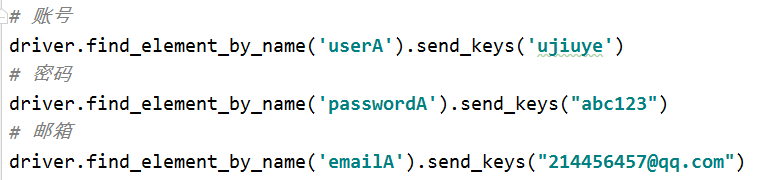 # 账号
driver.find_element_by_name('userA').send_keys('ujiuye')
# 密码
driver.find_element_by_name('passwordA').send_keys("abc123")
# 邮箱
driver.find_element_by_name('emailA').send_keys("214456457@qq.com")